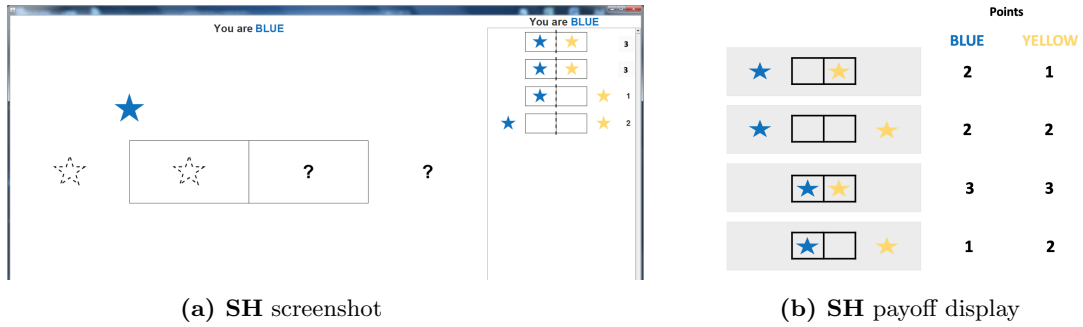 You are BLUE
?
?
You are BLUE
3
3
1
2
Points
BLUE YELLOW
2 1
2 2
3 3
1 2
(a) SH screenshot
(b) SH payoff display